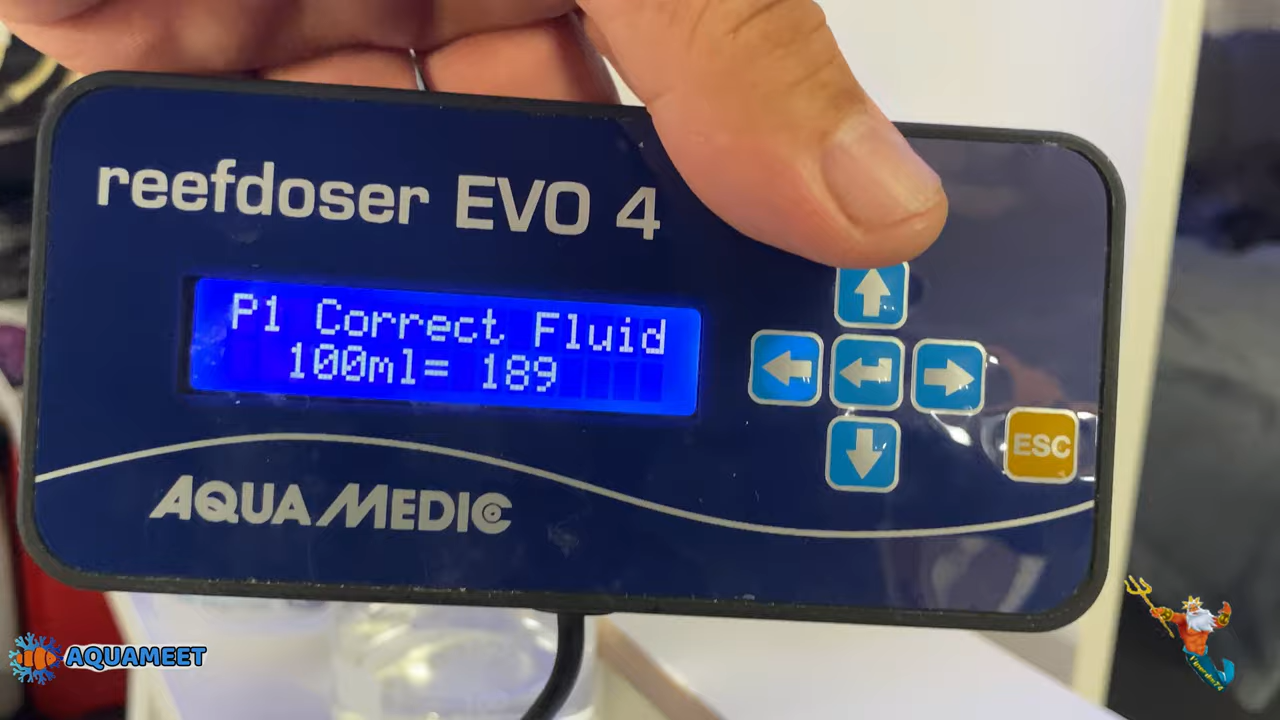 reefdoser EVO 4
P1 Correct Fluid
100ml= 189
ESC
AQUA MEDIC
AQUAMEET